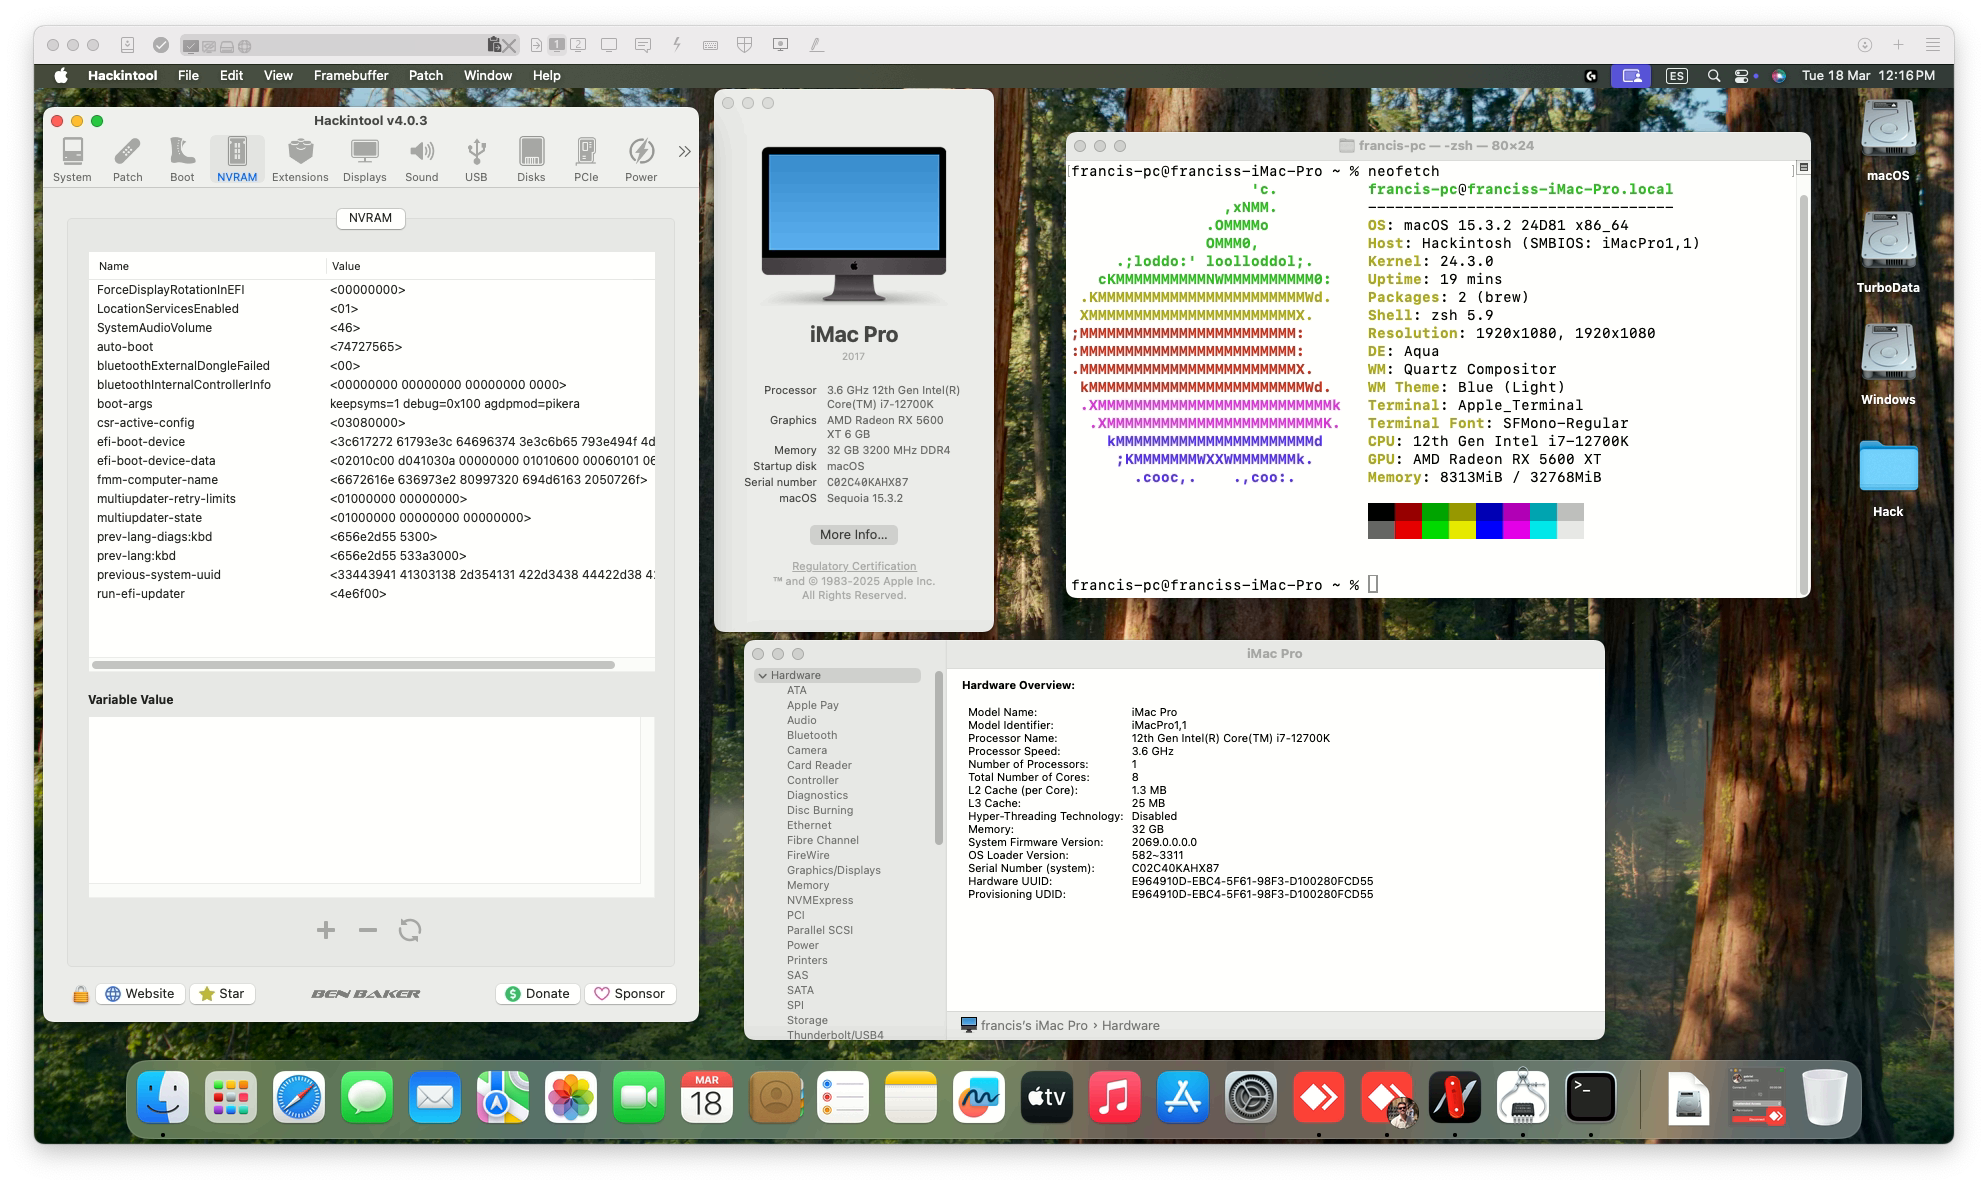 1
2
Hackintool File Edit View Framebuffer Patch Window Help
ES
Tue 18 Mar 12:16 PM
Hackintool v4.0.3
System Patch Boot NVRAM Extensions Displays Sound USB Disks PCIe Power
NVRAM
Name Value
ForceDisplayRotationInEFI <00000000>
LocationServicesEnabled <01>
SystemAudioVolume <46>
auto-boot <74727565>
bluetoothExternalDongleFailed <00>
bluetoothInternalControllerInfo <00000000 00000000 00000000 0000>
boot-args keepsyms=1 debug=0x100 agdpmod=pikera
csr-active-config <03080000>
efi-boot-device <3c617272 61793e3c 64696374 3e3c6b65 793e494f 4d
efi-boot-device-data <02010c00 d041030a 00000000 01010600 00060101 06
fmm-computer-name <6672616e 636973e2 80997320 694d6163 2050726f>
multiupdater-retry-limits <01000000 00000000>
multiupdater-state <01000000 00000000 00000000>
prev-lang-diags:kbd <656e2d55 5300>
prev-lang:kbd <656e2d55 533a3000>
previous-system-uuid <33443941 41303138 2d354131 422d3438 44422d38
run-efi-updater <4e6f00>
Variable Value
Website
Star
BEN BAKER
Donate
Sponsor
iMac Pro
2017
Processor 3.6 GHz 12th Gen Intel(R)
Core(TM) i7-12700K
Graphics AMD Radeon RX 5600
XT 6 GB
Memory 32 GB 3200 MHz DDR4
Startup disk macOS
Serial number C02C40KAHX87
macOS Sequoia 15.3.2
More Info...
Regulatory Certification
™ and © 1983-2025 Apple Inc.
All Rights Reserved.
francis-pc — -zsh — 80×24
francis-pc@franciss-iMac-Pro ~ % neofetch
'c. francis-pc@franciss-iMac-Pro.local
,xNMM. ----------------------------------
.OMMMMo OS: macOS 15.3.2 24D81 x86_64
OMMM0, Host: Hackintosh (SMBIOS: iMacPro1,1)
.;loddo:' loolloddol;. Kernel: 24.3.0
cKMMMMMMMMMMNWMMMMMMMMMM0: Uptime: 19 mins
.KMMMMMMMMMMMMMMMMMMMMMMMWd. Packages: 2 (brew)
XMMMMMMMMMMMMMMMMMMMMMMMX. Shell: zsh 5.9
;MMMMMMMMMMMMMMMMMMMMMMMM: Resolution: 1920x1080, 1920x1080
:MMMMMMMMMMMMMMMMMMMMMMMM: DE: Aqua
.MMMMMMMMMMMMMMMMMMMMMMMMX. WM: Quartz Compositor
kMMMMMMMMMMMMMMMMMMMMMMMMWd. WM Theme: Blue (Light)
.XMMMMMMMMMMMMMMMMMMMMMMMMMMk Terminal: Apple_Terminal
.XMMMMMMMMMMMMMMMMMMMMMMMMK. Terminal Font: SFMono-Regular
kMMMMMMMMMMMMMMMMMMMMMMd CPU: 12th Gen Intel i7-12700K
;KMMMMMMMWXXWMMMMMMMk. GPU: AMD Radeon RX 5600 XT
.cooc,. .,coo:. Memory: 8313MiB / 32768MiB
francis-pc@franciss-iMac-Pro ~ %
iMac Pro
Hardware
ATA
Apple Pay
Audio
Bluetooth
Camera
Card Reader
Controller
Diagnostics
Disc Burning
Ethernet
Fibre Channel
FireWire
Graphics/Displays
Memory
NVMExpress
PCI
Parallel SCSI
Power
Printers
SAS
SATA
SPI
Storage
Thunderbolt/USB4
Hardware Overview:
Model Name: iMac Pro
Model Identifier: iMacPro1,1
Processor Name: 12th Gen Intel(R) Core(TM) i7-12700K
Processor Speed: 3.6 GHz
Number of Processors: 1
Total Number of Cores: 8
L2 Cache (per Core): 1.3 MB
L3 Cache: 25 MB
Hyper-Threading Technology: Disabled
Memory: 32 GB
System Firmware Version: 2069.0.0.0.0
OS Loader Version: 582~3311
Serial Number (system): C02C40KAHX87
Hardware UUID: E964910D-EBC4-5F61-98F3-D100280FCD55
Provisioning UDID: E964910D-EBC4-5F61-98F3-D100280FCD55
francis's iMac Pro › Hardware
macOS
TurboData
Windows
Hack
MAR
18
tv
>_